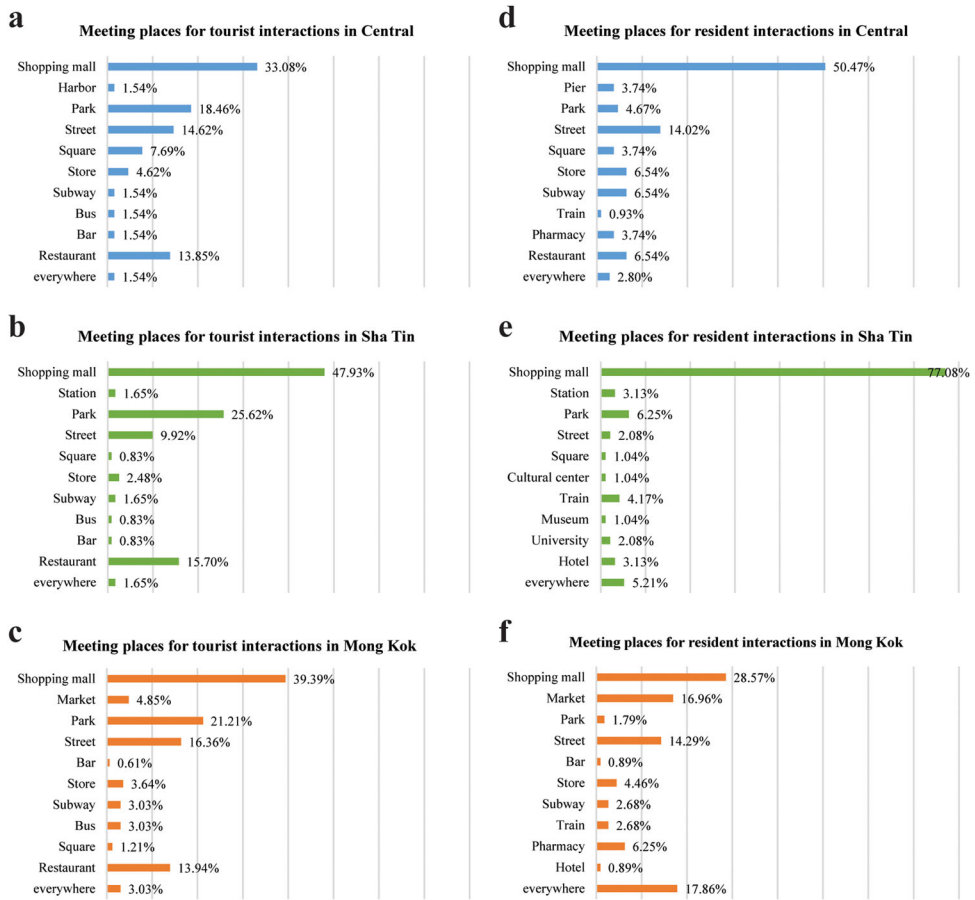 a
Meeting places for tourist interactions in Central
Shopping mall 33.08%
Harbor 1.54%
Park 18.46%
Street 14.62%
Square 7.69%
Store 4.62%
Subway 1.54%
Bus 1.54%
Bar 1.54%
Restaurant 13.85%
everywhere 1.54%
b
Meeting places for tourist interactions in Sha Tin
Shopping mall 47.93%
Station 1.65%
Park 25.62%
Street 9.92%
Square 0.83%
Store 2.48%
Subway 1.65%
Bus 0.83%
Bar 0.83%
Restaurant 15.70%
everywhere 1.65%
c
Meeting places for tourist interactions in Mong Kok
Shopping mall 39.39%
Market 4.85%
Park 21.21%
Street 16.36%
Bar 0.61%
Store 3.64%
Subway 3.03%
Bus 3.03%
Square 1.21%
Restaurant 13.94%
everywhere 3.03%
d
Meeting places for resident interactions in Central
Shopping mall 50.47%
Pier 3.74%
Park 4.67%
Street 14.02%
Square 3.74%
Store 6.54%
Subway 6.54%
Train 0.93%
Pharmacy 3.74%
Restaurant 6.54%
everywhere 2.80%
e
Meeting places for resident interactions in Sha Tin
Shopping mall 77.08%
Station 3.13%
Park 6.25%
Street 2.08%
Square 1.04%
Cultural center 1.04%
Train 4.17%
Museum 1.04%
University 2.08%
Hotel 3.13%
everywhere 5.21%
f
Meeting places for resident interactions in Mong Kok
Shopping mall 28.57%
Market 16.96%
Park 1.79%
Street 14.29%
Bar 0.89%
Store 4.46%
Subway 2.68%
Train 2.68%
Pharmacy 6.25%
Hotel 0.89%
everywhere 17.86%